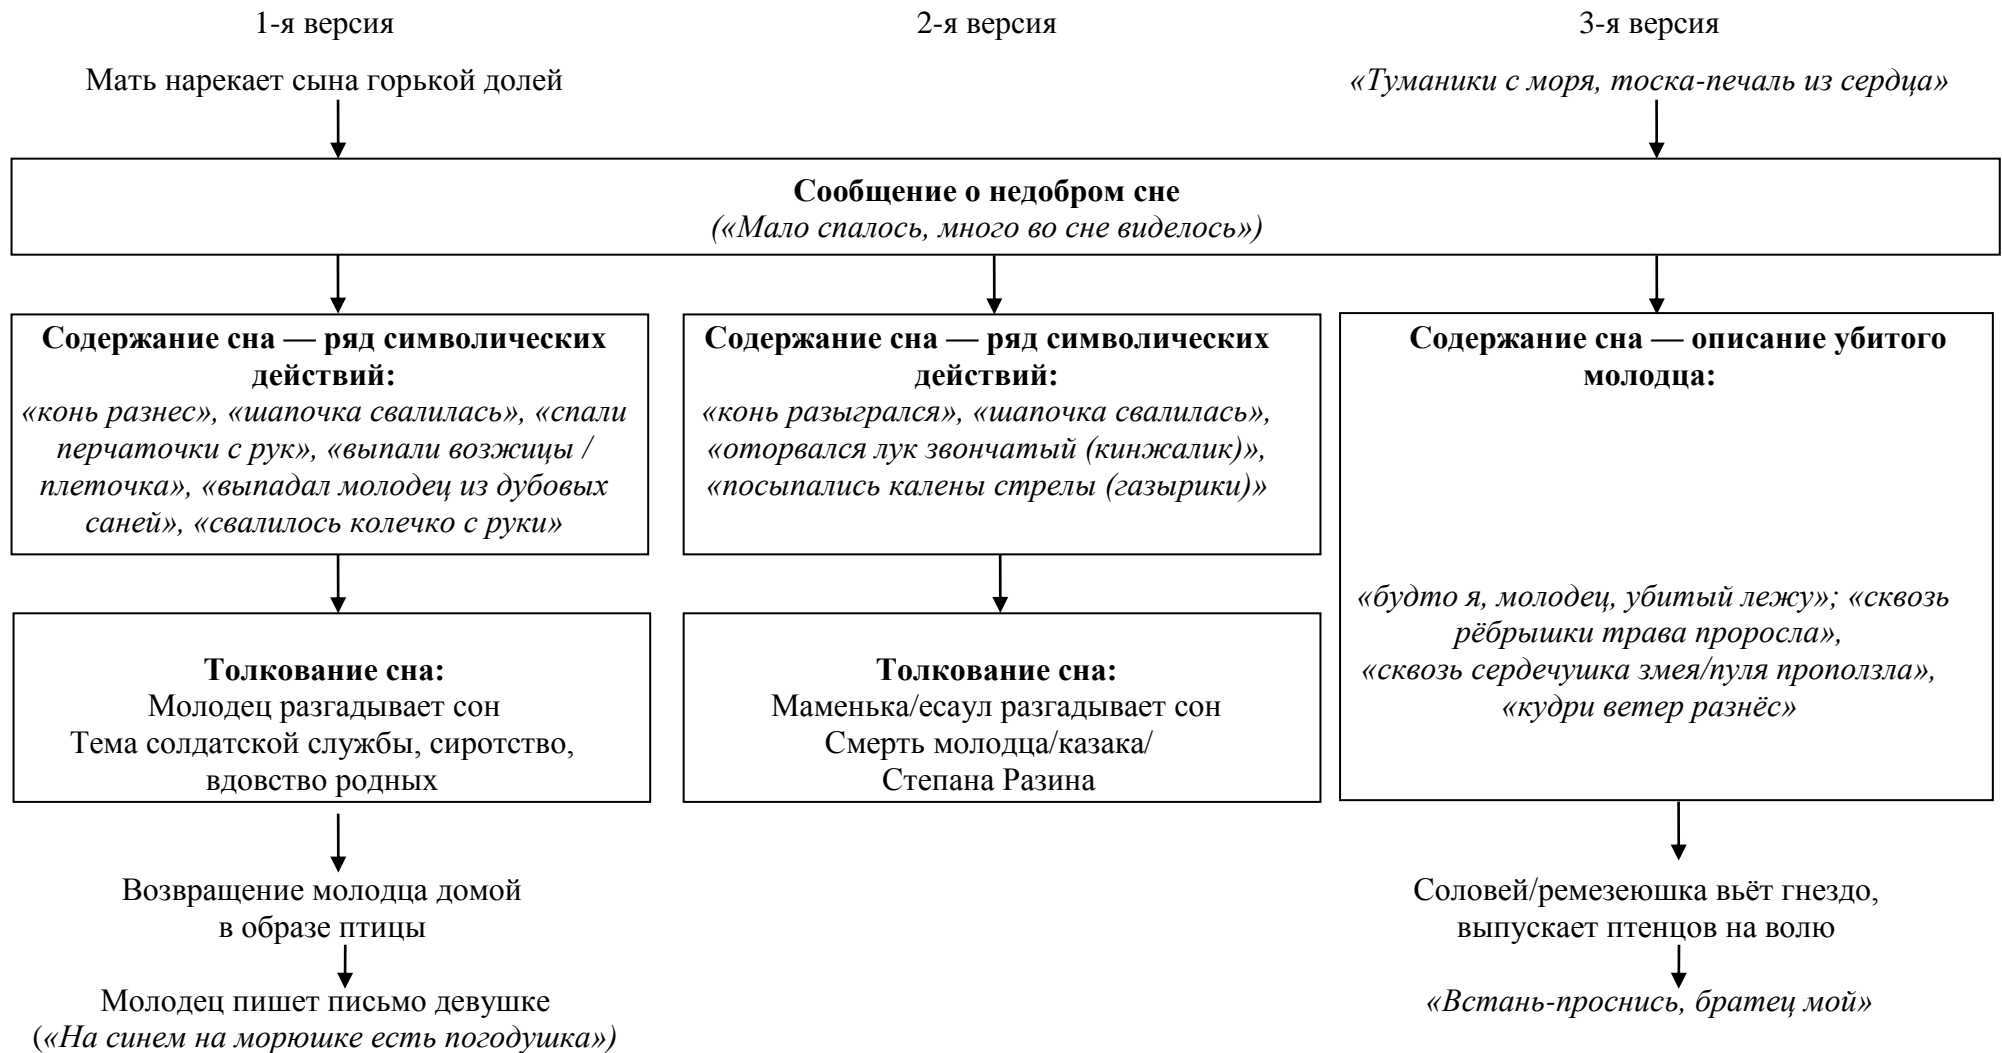 1-я версия
2-я версия
3-я версия
Мать нарекает сына горькой долей
«Туманики с моря, тоска-печаль из сердца»
Сообщение о недобром сне
(«Мало спалось, много во сне виделось»)
Содержание сна — ряд символических
действий:
«конь разнес», «шапочка свалилась», «спали
перчаточки с рук», «выпали возжицы /
плеточка», «выпадал молодец из дубовых
саней», «свалилось колечко с руки»
Содержание сна — ряд символических
действий:
«конь разыгрался», «шапочка свалилась»,
«оторвался лук звончатый (кинжалик)»,
«посыпались калены стрелы (газырики)»
Содержание сна — описание убитого
молодца:
«будто я, молодец, убитый лежу»; «сквозь
рёбрышки трава проросла»,
«сквозь сердечушка змея/пуля проползла»,
«кудри ветер разнёс»
Толкование сна:
Молодец разгадывает сон
Тема солдатской службы, сиротство,
вдовство родных
Толкование сна:
Маменька/есаул разгадывает сон
Смерть молодца/казака/
Степана Разина
Возвращение молодца домой
в образе птицы
Соловей/ремезеюшка вьёт гнездо,
выпускает птенцов на волю
Молодец пишет письмо девушке
(«На синем на морюшке есть погодушка»)
«Встань-проснись, братец мой»